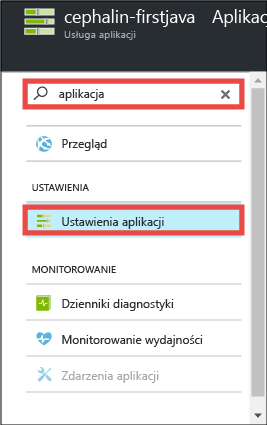 cephalin-firstjava Aplikac
Usługa aplikacji
aplikacja
Przegląd
USTAWIENIA
Ustawienia aplikacji
MONITOROWANIE
Dzienniki diagnostyki
Monitorowanie wydajności
Zdarzenia aplikacji